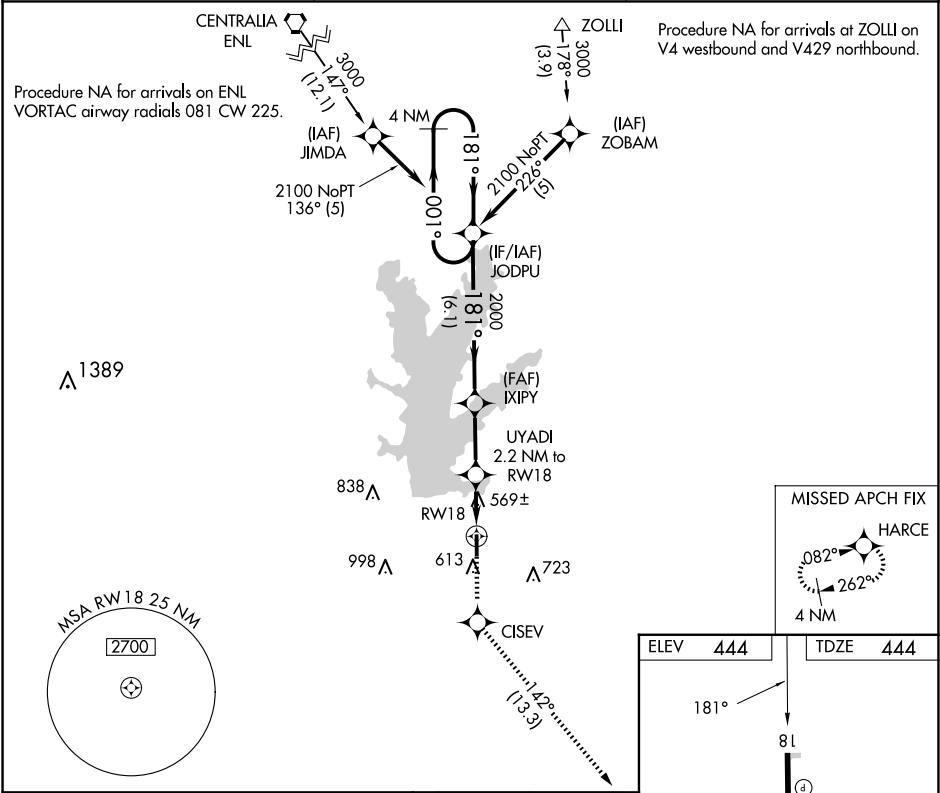 CENTRALIA
ENL
ZOLLI
Procedure NA for arrivals at ZOLLI on
V4 westbound and V429 northbound.
3000
147°
(12.1)
3000
178°
(3.9)
Procedure NA for arrivals on ENL
VORTAC airway radials 081 CW 225.
4 NM
(IAF)
JIMDA
(IAF)
ZOBAM
181°
001°
2100 NoPT
136° (5)
2100 NoPT
226°
(5)
(IF/IAF)
JODPU
2000
181°
(6.1)
1389
(FAF)
IXIPY
UYADI
2.2 NM to
RW18
838
569±
RW18
998
613
723
CISEV
142°
(13.3)
MISSED APCH FIX
HARCE
082°
262°
4 NM
MSA RW18 25 NM
2700
ELEV 444
TDZE 444
181°
18
P